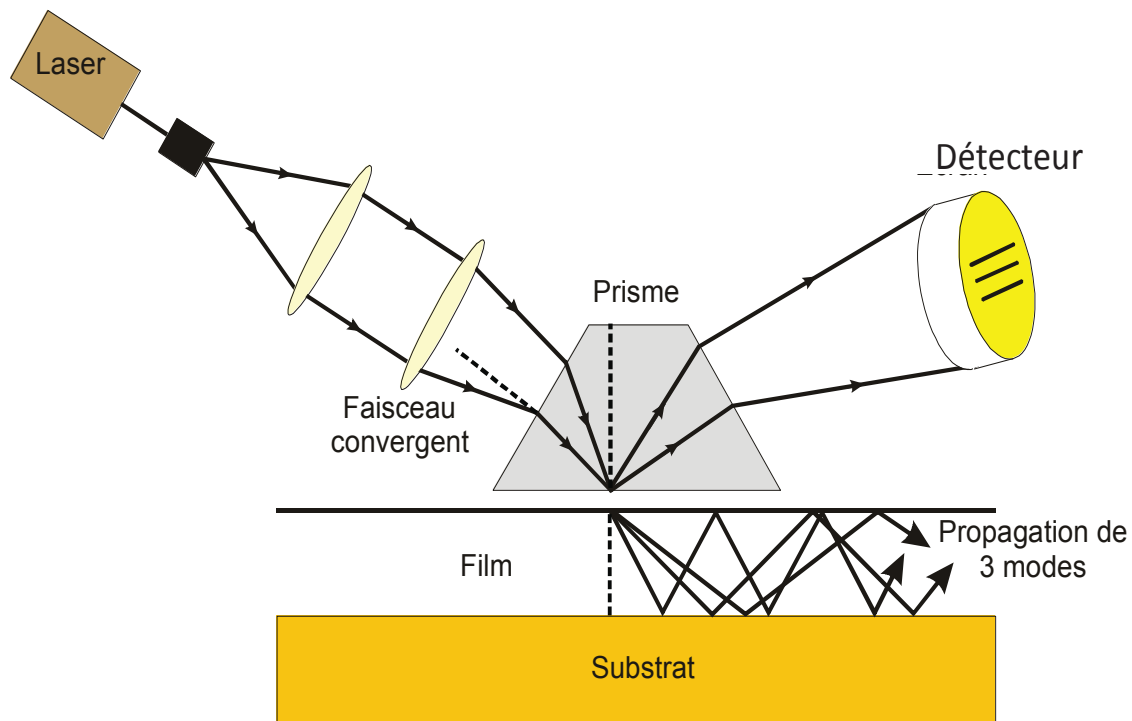 Laser
Détecteur
Prisme
Faisceau
convergent
Film
Propagation de
3 modes
Substrat